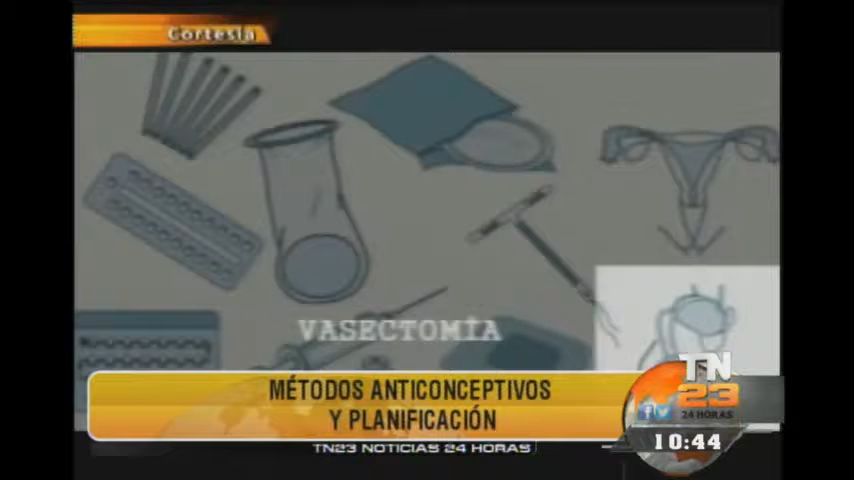 Cortesía
VASECTOMÍA
MÉTODOS ANTICONCEPTIVOS
Y PLANIFICACIÓN
TN
23
24 HORAS
10:44
TN23 NOTICIAS 24 HORAS